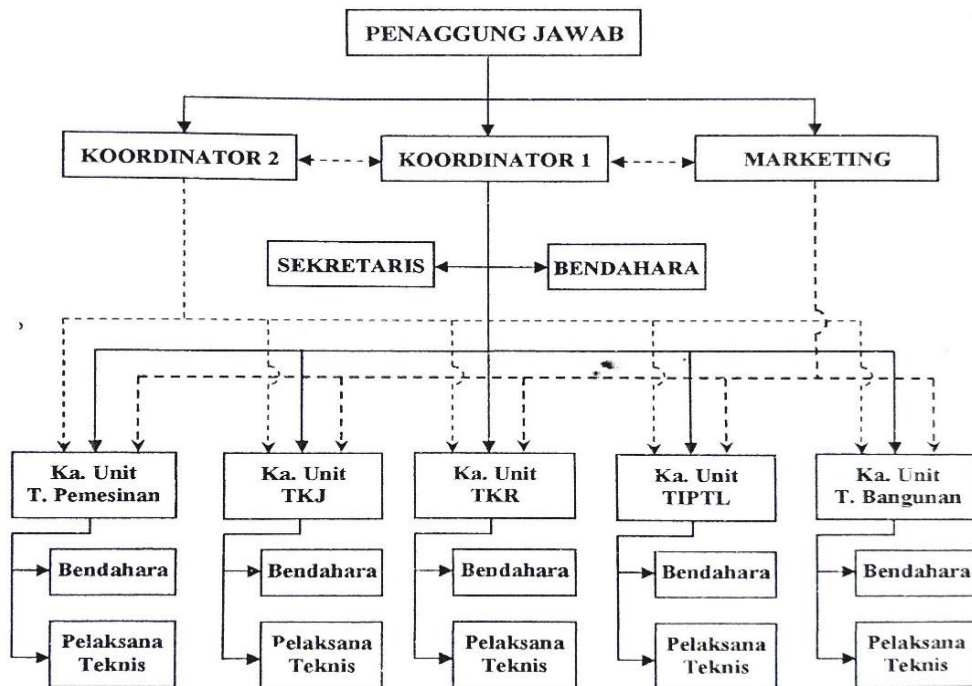 PENAGGUNG JAWAB
KOORDINATOR 2
KOORDINATOR 1
MARKETING
SEKRETARIS
BENDAHARA
Ka. Unit
T. Pemesinan
Ka. Unit
TKJ
Ka. Unit
TKR
Ka. Unit
TIPTL
Ka. Unit
T. Bangunan
Bendahara
Bendahara
Bendahara
Bendahara
Bendahara
Pelaksana
Teknis
Pelaksana
Teknis
Pelaksana
Teknis
Pelaksana
Teknis
Pelaksana
Teknis